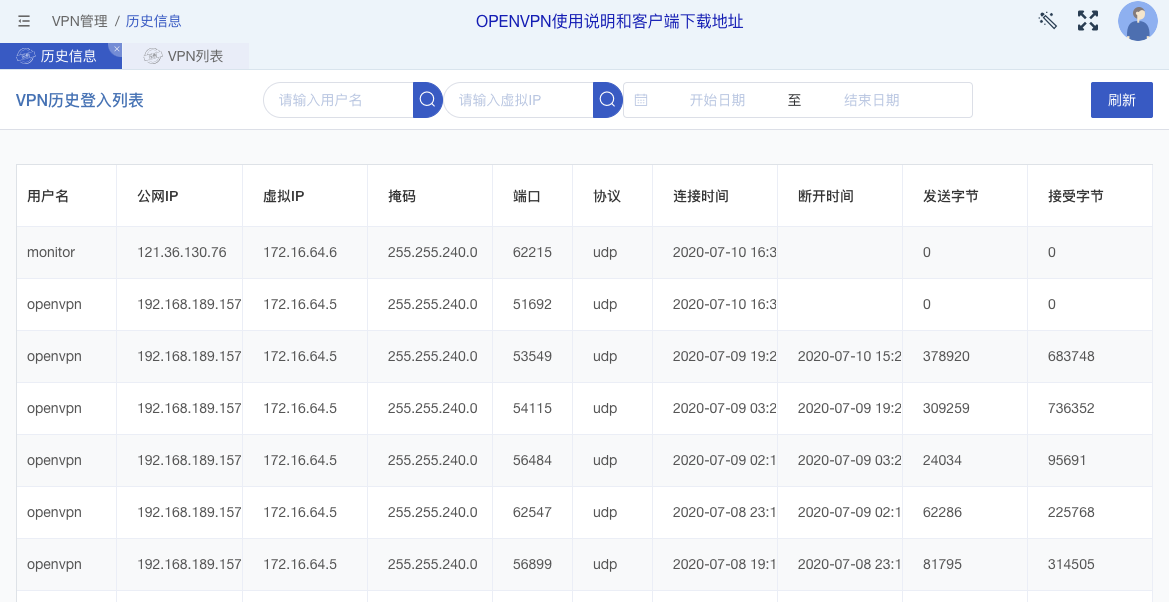 VPN管理 / 历史信息
OPENVPN使用说明和客户端下载地址
历史信息
VPN列表
VPN历史登入列表
请输入用户名
请输入虚拟IP
开始日期 至 结束日期
刷新
用户名 公网IP 虚拟IP 掩码 端口 协议 连接时间 断开时间 发送字节 接受字节
monitor 121.36.130.76 172.16.64.6 255.255.240.0 62215 udp 2020-07-10 16:3 0 0
openvpn 192.168.189.157 172.16.64.5 255.255.240.0 51692 udp 2020-07-10 16:3 0 0
openvpn 192.168.189.157 172.16.64.5 255.255.240.0 53549 udp 2020-07-09 19:2 2020-07-10 15:2 378920 683748
openvpn 192.168.189.157 172.16.64.5 255.255.240.0 54115 udp 2020-07-09 03:2 2020-07-09 19:2 309259 736352
openvpn 192.168.189.157 172.16.64.5 255.255.240.0 56484 udp 2020-07-09 02:1 2020-07-09 03:2 24034 95691
openvpn 192.168.189.157 172.16.64.5 255.255.240.0 62547 udp 2020-07-08 23:1 2020-07-09 02:1 62286 225768
openvpn 192.168.189.157 172.16.64.5 255.255.240.0 56899 udp 2020-07-08 19:1 2020-07-08 23:1 81795 314505